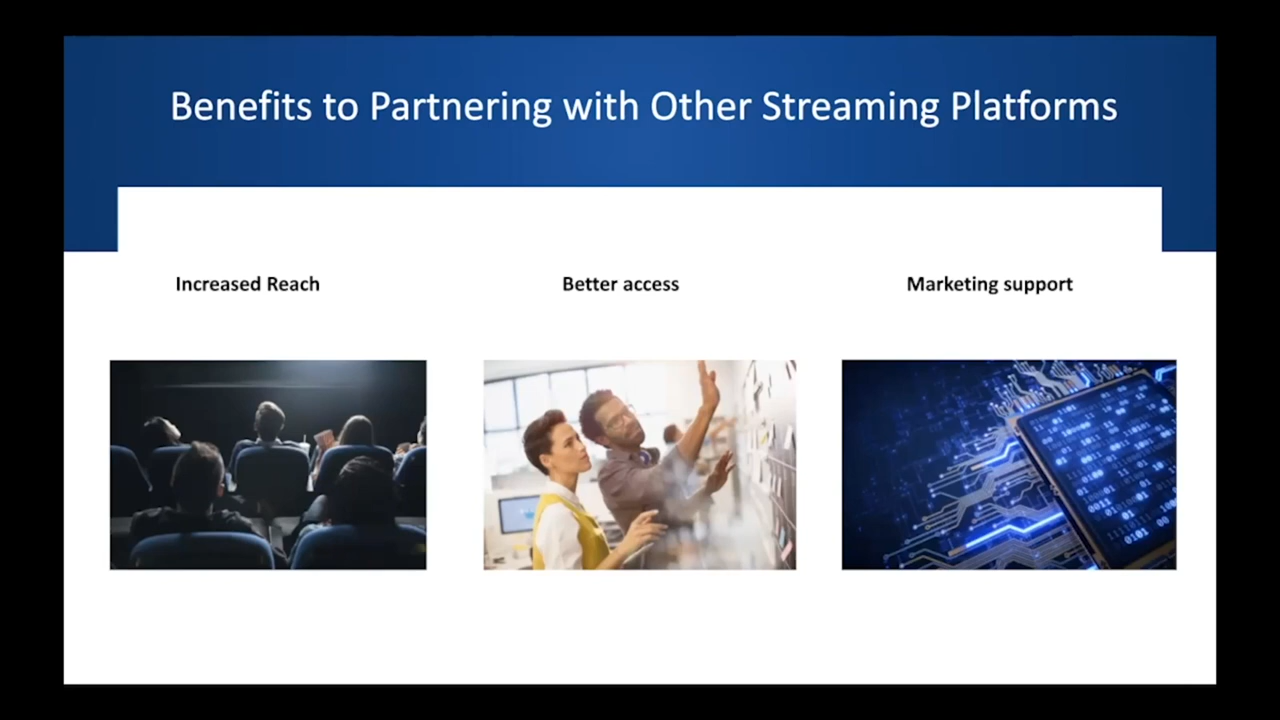 Benefits to Partnering with Other Streaming Platforms
Increased Reach
Better access
Marketing support